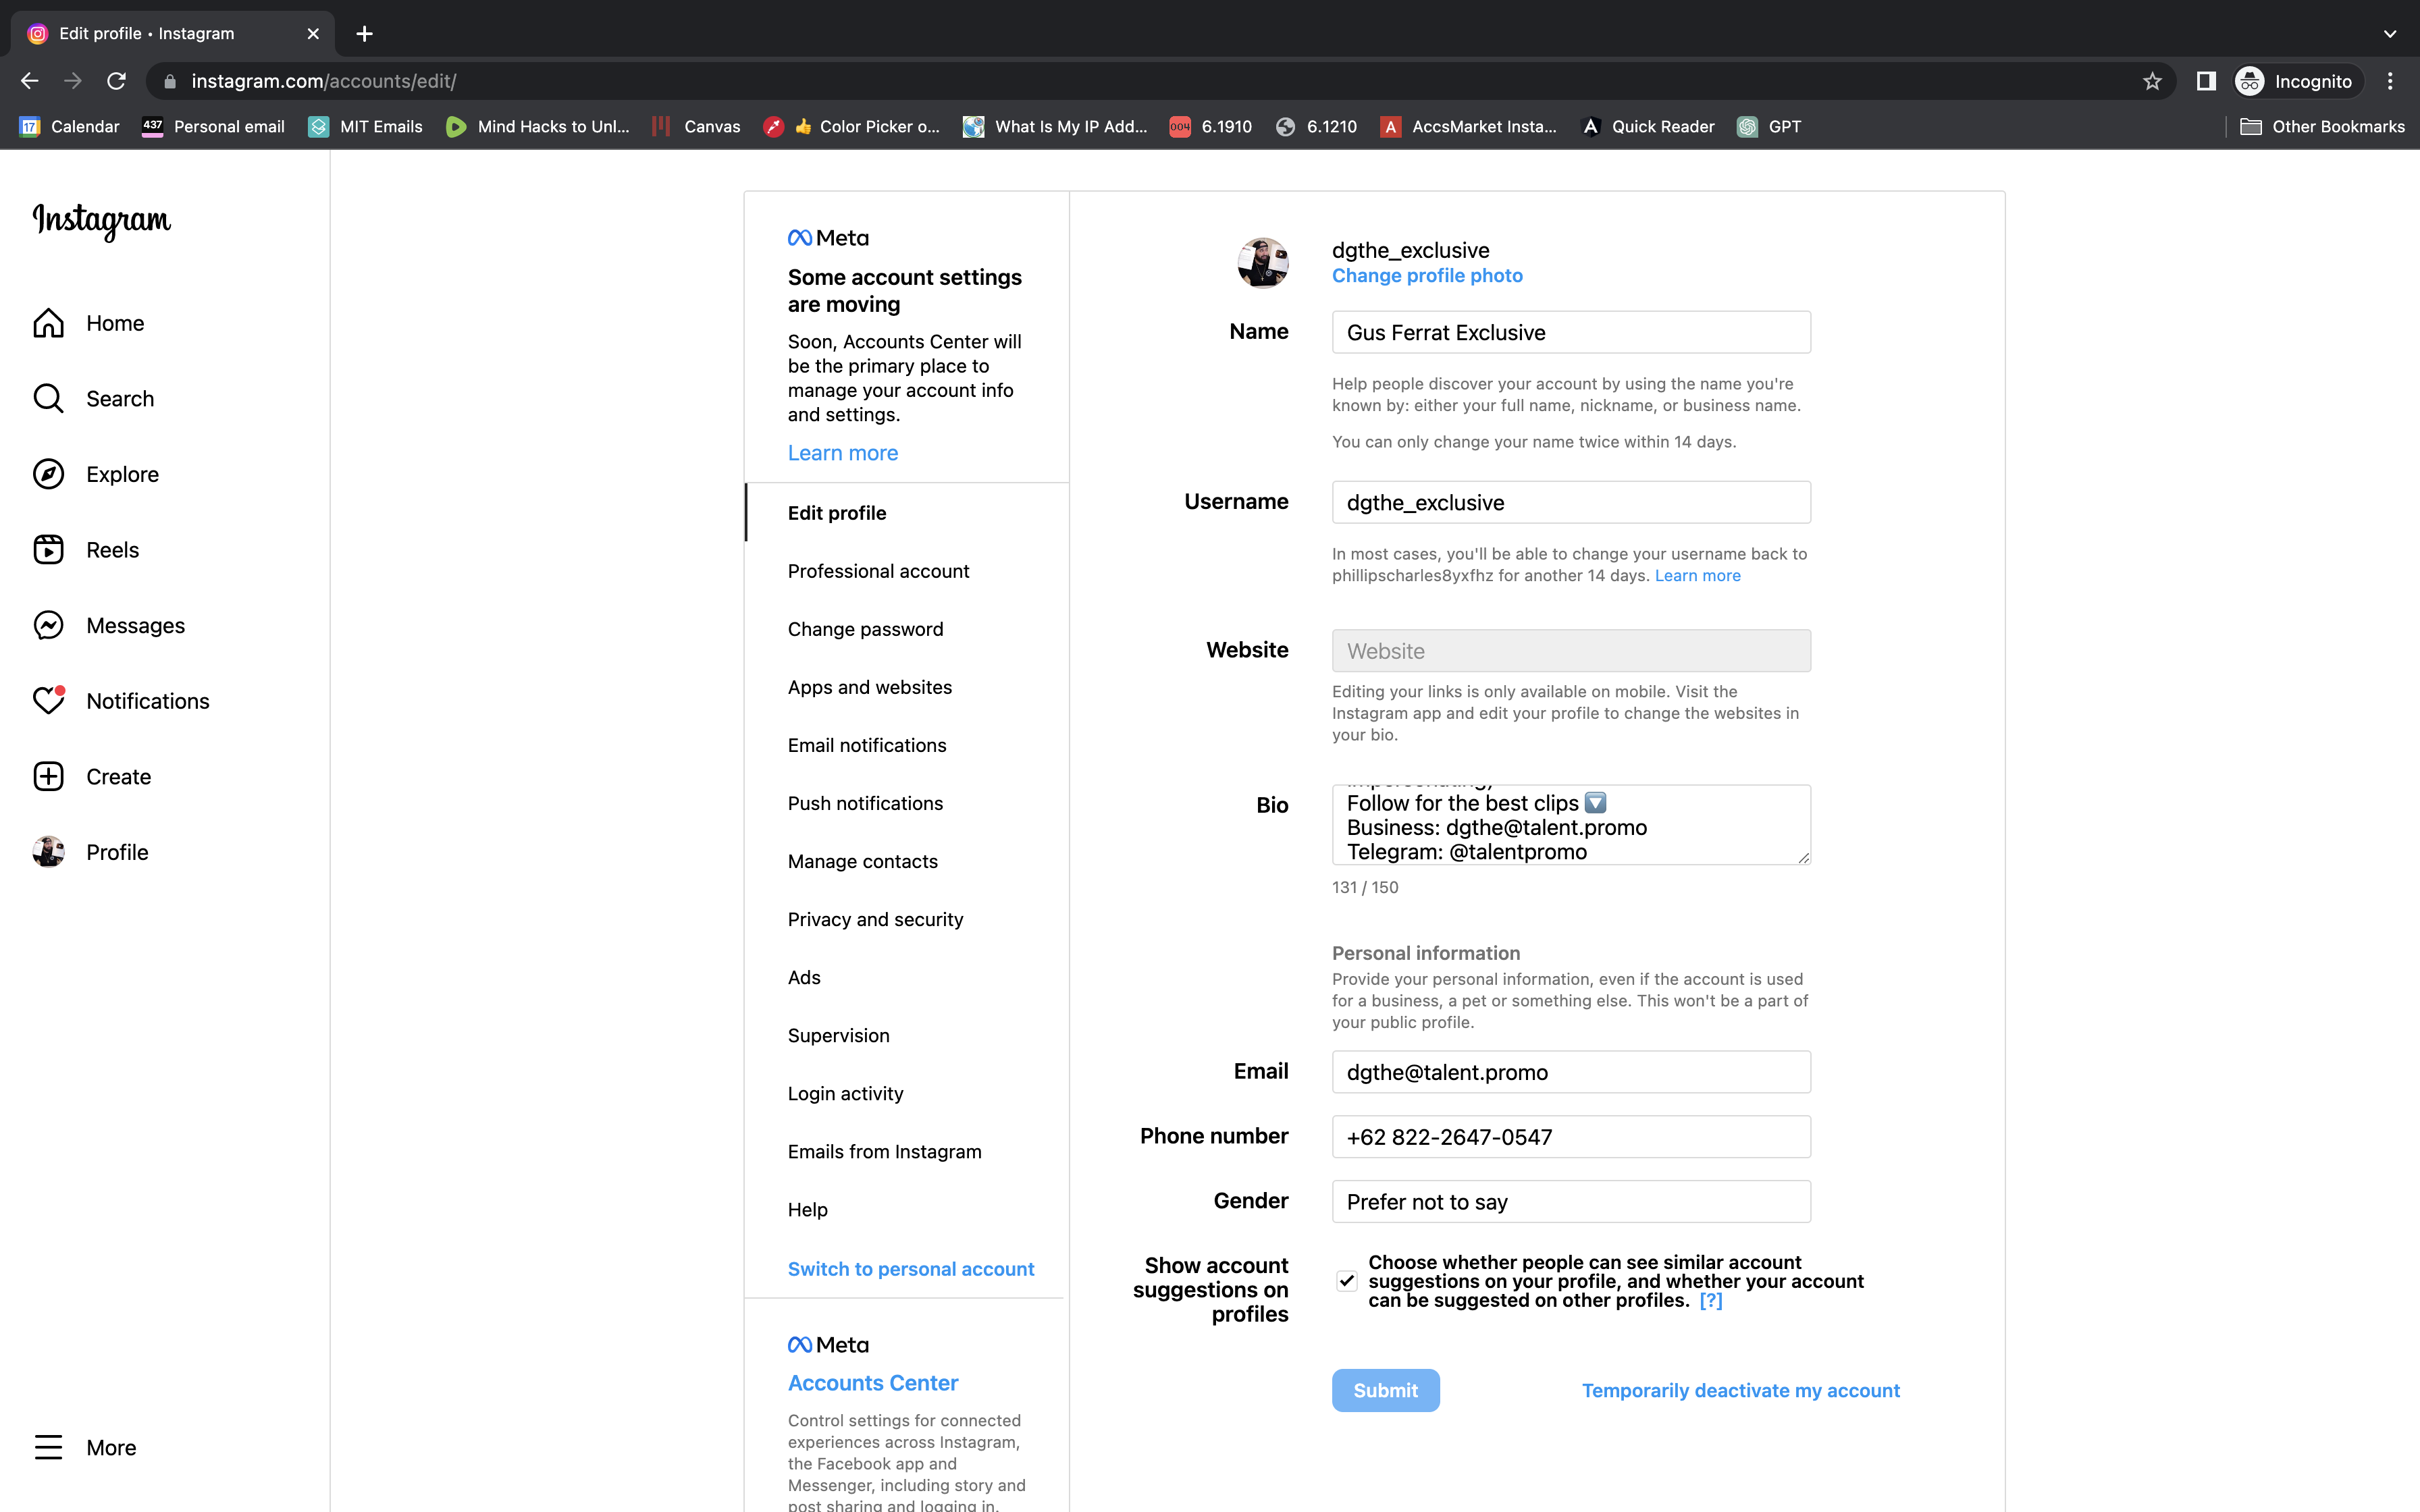 Edit profile • Instagram
instagram.com/accounts/edit/
Incognito
17 Calendar
437 Personal email
MIT Emails
Mind Hacks to Unl...
Canvas
👍 Color Picker o...
What Is My IP Add...
004 6.1910
6.1210
A AccsMarket Insta...
Quick Reader
GPT
Other Bookmarks
Instagram
Home
Search
Explore
Reels
Messages
Notifications
Create
Profile
More
Meta
Some account settings
are moving
Soon, Accounts Center will
be the primary place to
manage your account info
and settings.
Learn more
Edit profile
Professional account
Change password
Apps and websites
Email notifications
Push notifications
Manage contacts
Privacy and security
Ads
Supervision
Login activity
Emails from Instagram
Help
Switch to personal account
Meta
Accounts Center
Control settings for connected
experiences across Instagram,
the Facebook app and
Messenger, including story and
post sharing and logging in.
dgthe_exclusive
Change profile photo
Name
Gus Ferrat Exclusive
Help people discover your account by using the name you're
known by: either your full name, nickname, or business name.
You can only change your name twice within 14 days.
Username
dgthe_exclusive
In most cases, you'll be able to change your username back to
phillipscharles8yxfhz for another 14 days. Learn more
Website
Website
Editing your links is only available on mobile. Visit the
Instagram app and edit your profile to change the websites in
your bio.
Bio
Follow for the best clips 🔽
Business: dgthe@talent.promo
Telegram: @talentpromo
131 / 150
Personal information
Provide your personal information, even if the account is used
for a business, a pet or something else. This won't be a part of
your public profile.
Email
dgthe@talent.promo
Phone number
+62 822-2647-0547
Gender
Prefer not to say
Show account
suggestions on
profiles
Choose whether people can see similar account
suggestions on your profile, and whether your account
can be suggested on other profiles. [?]
Submit
Temporarily deactivate my account